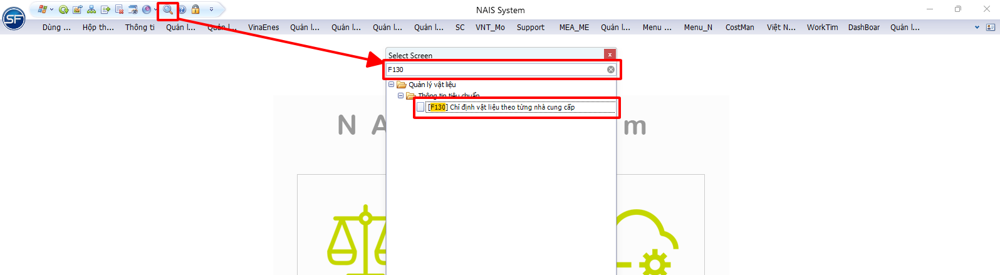 NAIS System
SF
Dùng ... Hộp th... Thông ti Quản l... Quản l... VinaEnes Quản l... Quản l... Quản l... Quản l... SC VNT_Mo Support MEA_ME Quản l... Menu ... Menu_N CostMan Việt N... WorkTim DashBoar Quản l...
Select Screen
F130
Quản lý vật liệu
Thông tin tiêu chuẩn
[F130] Chỉ định vật liệu theo từng nhà cung cấp
N A m